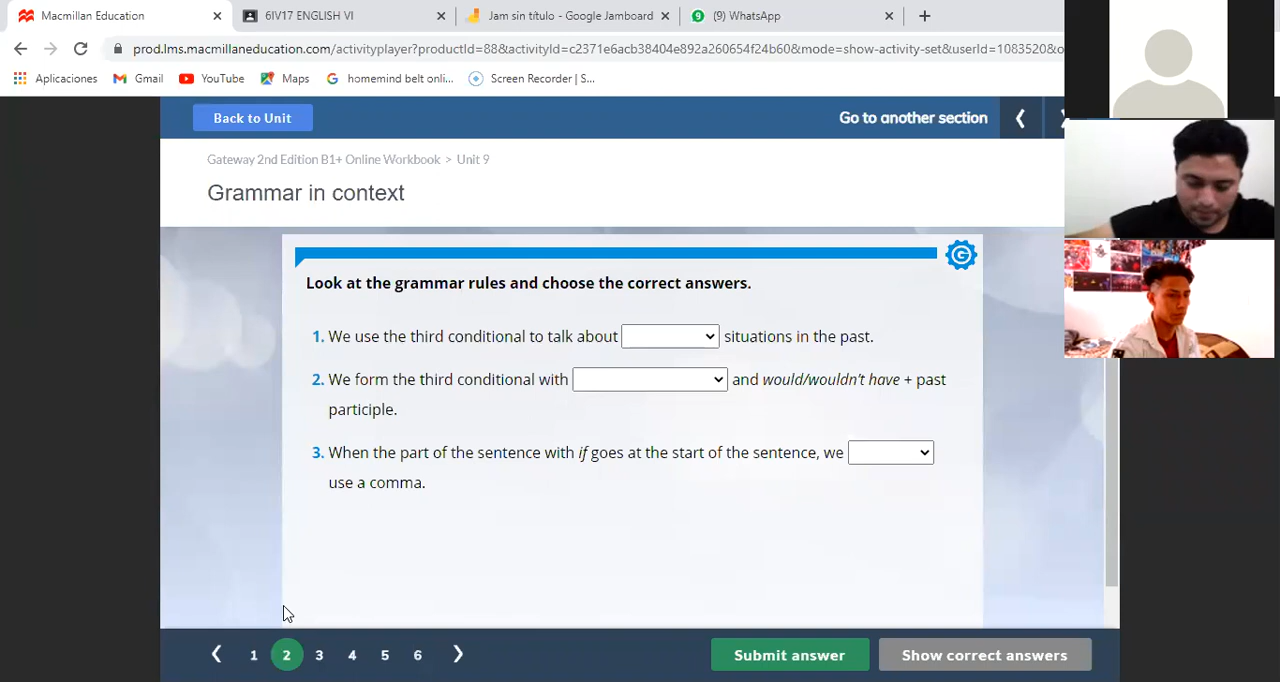 Macmillan Education
6IV17 ENGLISH VI
Jam sin título - Google Jamboard
(9) WhatsApp
prod.lms.macmillaneducation.com/activityplayer?productId=88&activityId=c2371e6acb38404e892a260654f24b60&mode=show-activity-set&userId=1083520&o
Aplicaciones
Gmail
YouTube
Maps
homemind belt onli...
Screen Recorder | S...
Back to Unit
Go to another section
Gateway 2nd Edition B1+ Online Workbook > Unit 9
Grammar in context
Look at the grammar rules and choose the correct answers.
1. We use the third conditional to talk about situations in the past.
2. We form the third conditional with and would/wouldn't have + past
participle.
3. When the part of the sentence with if goes at the start of the sentence, we
use a comma.
1 2 3 4 5 6
Submit answer
Show correct answers